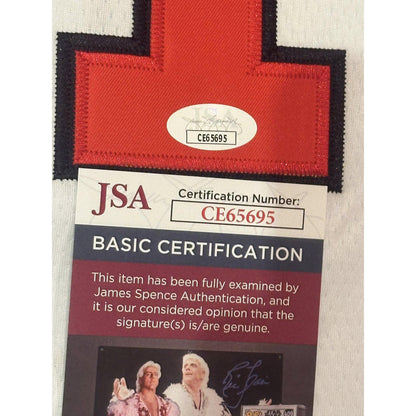 CE65695
JSA
Certification Number:
CE65695
BASIC CERTIFICATION
This item has been fully examined by
James Spence Authentication, and
it is our considered opinion that the
signature(s) is/are genuine.